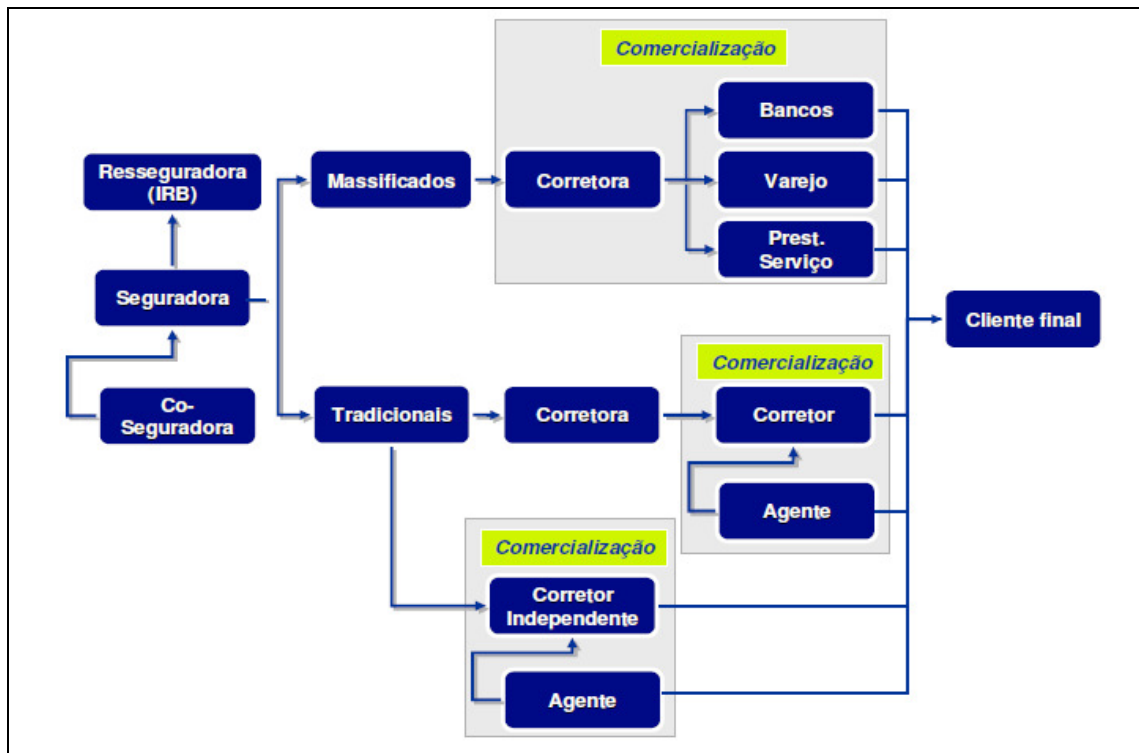 Comercialização
Bancos
Resseguradora
(IRB)
Massificados
Corretora
Varejo
Prest.
Serviço
Seguradora
Cliente final
Comercialização
Co-
Seguradora
Tradicionais
Corretora
Corretor
Agente
Comercialização
Corretor
Independente
Agente